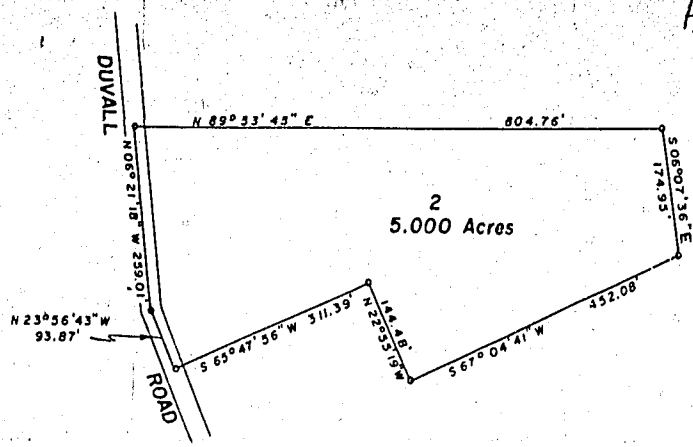 DUVALL
N 89° 53' 45" E 804.76'
S 06° 07' 36" E
174.95'
N 06° 21' 18" W 259.01'
2
5.000 Acres
N 23° 56' 43" W
93.87'
S 65° 47' 56" W 311.39'
144.48'
N 22° 55' 19" W
S 67° 04' 41" W 452.08'
ROAD